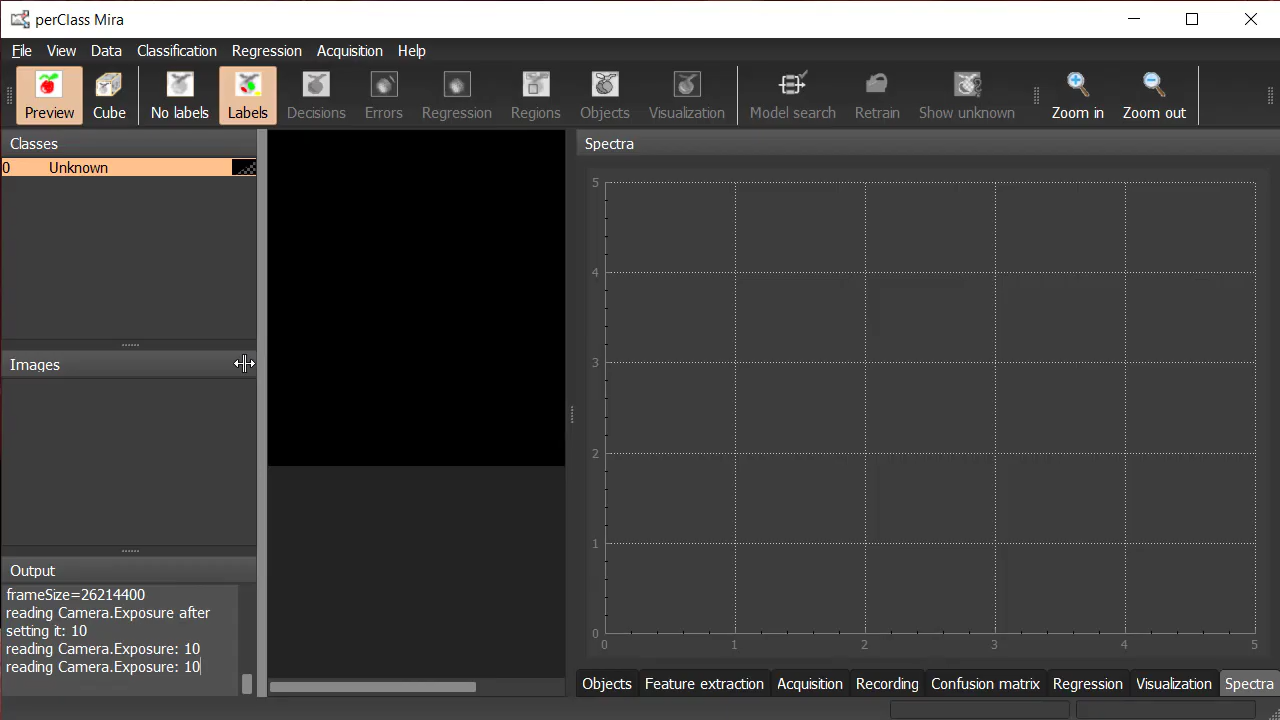 perClass Mira
File View Data Classification Regression Acquisition Help
Preview Cube No labels Labels Decisions Errors Regression Regions Objects Visualization Model search Retrain Show unknown Zoom in Zoom out
Classes
0 Unknown
Images
Output
frameSize=26214400
reading Camera.Exposure after
setting it: 10
reading Camera.Exposure: 10
reading Camera.Exposure: 10
Spectra
5
4
3
2
1
0
0 1 2 3 4 5
Objects Feature extraction Acquisition Recording Confusion matrix Regression Visualization Spectra